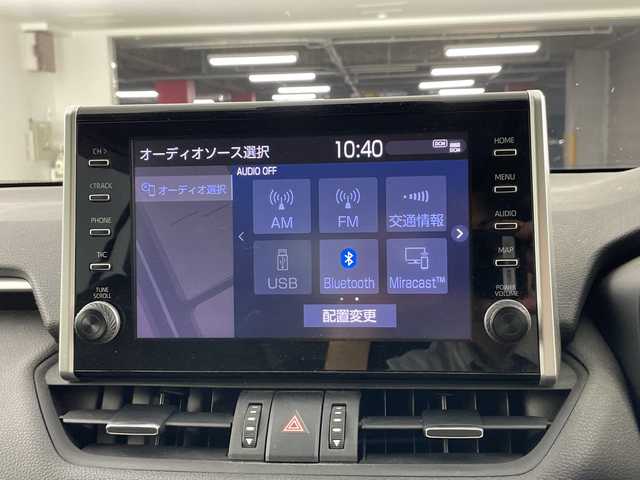 オーディオソース選択 10:40 DCM DCM
AUDIO OFF
オーディオ選択
AM FM 交通情報
USB Bluetooth Miracast™
配置変更
CH >
< TRACK
PHONE
T/C
TUNE
SCROLL
HOME
MENU
AUDIO
MAP
POWER
VOLUME